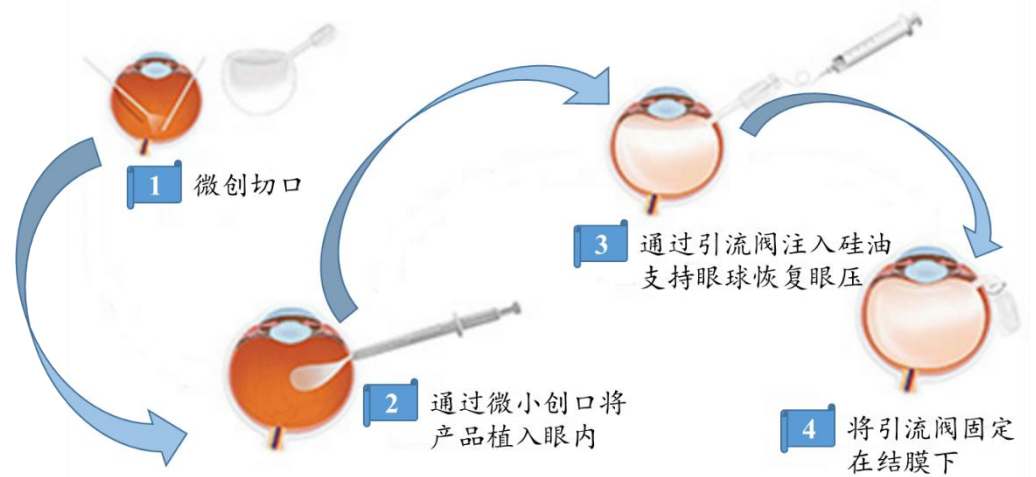 1 微创切口
2 通过微小创口将
产品植入眼内
3 通过引流阀注入硅油
支持眼球恢复眼压
4 将引流阀固定
在结膜下